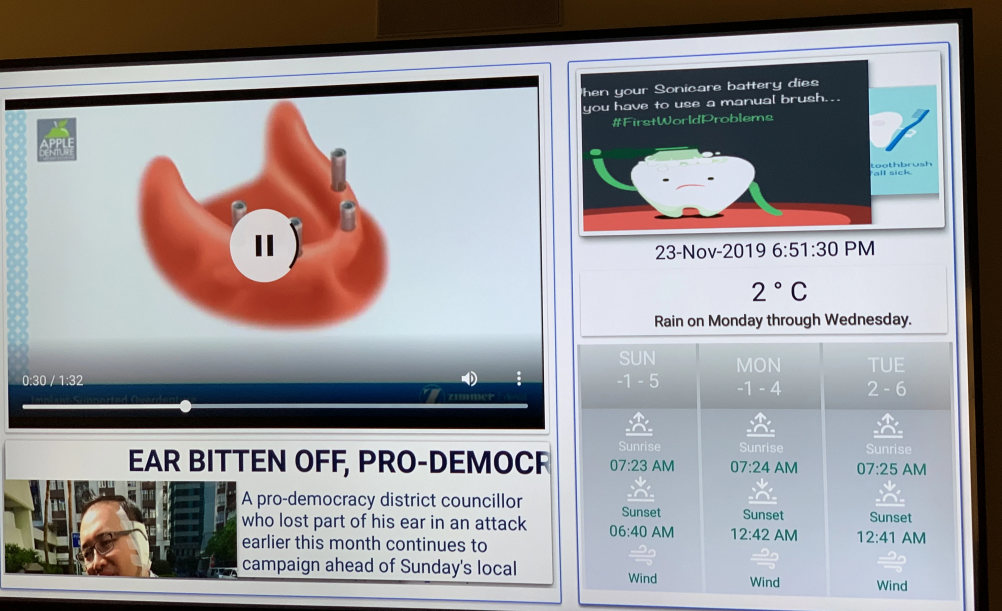 APPLE
DENTURE
0:30 / 1:32
Implant Supported
zimmer
EAR BITTEN OFF, PRO-DEMOCR
A pro-democracy district councillor
who lost part of his ear in an attack
earlier this month continues to
campaign ahead of Sunday's local
hen your Sonicare battery dies
you have to use a manual brush...
#FirstWorldProblems
toothbrush
fall sick.
23-Nov-2019 6:51:30 PM
2 ° C
Rain on Monday through Wednesday.
SUN
-1 - 5
Sunrise
07:23 AM
Sunset
06:40 AM
Wind
MON
-1 - 4
Sunrise
07:24 AM
Sunset
12:42 AM
Wind
TUE
2 - 6
Sunrise
07:25 AM
Sunset
12:41 AM
Wind